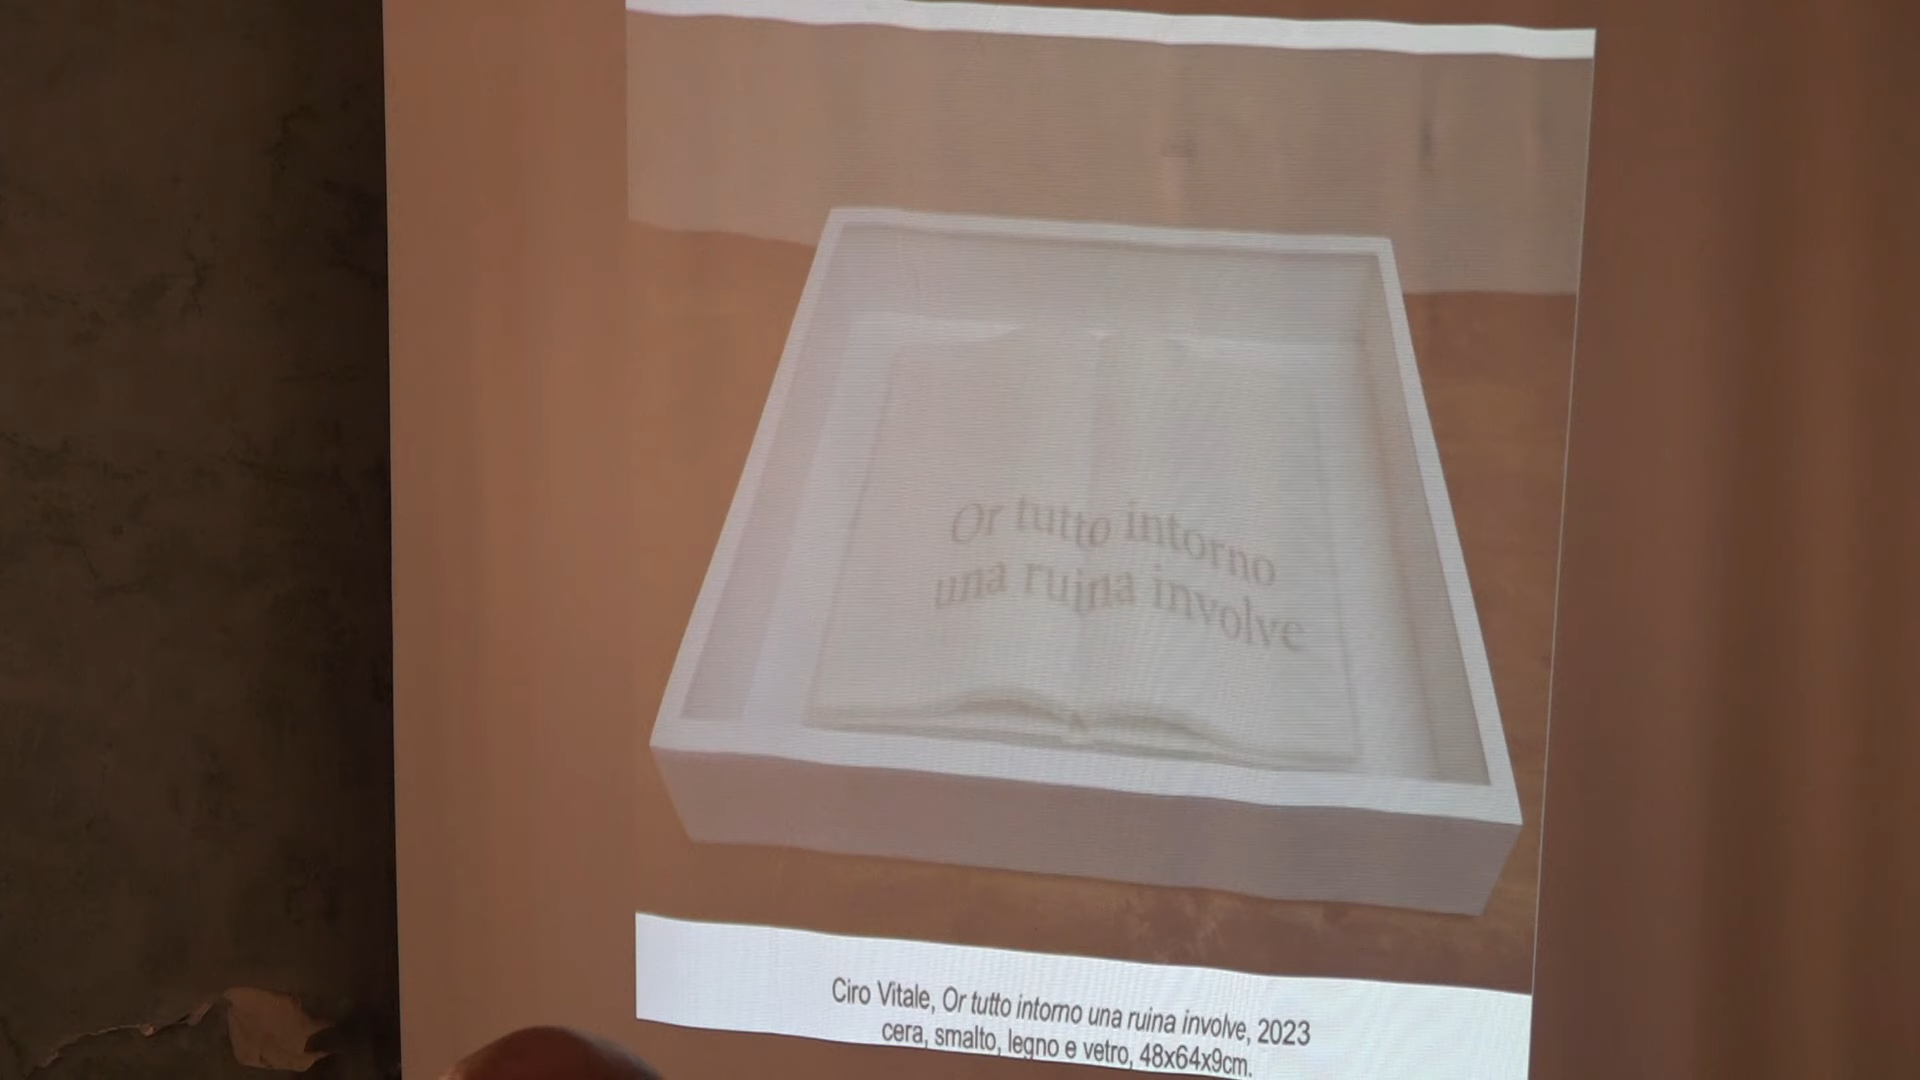 Or tutto intorno
una ruina involve
Ciro Vitale, Or tutto intorno una ruina involve, 2023
cera, smalto, legno e vetro, 48x64x9cm.